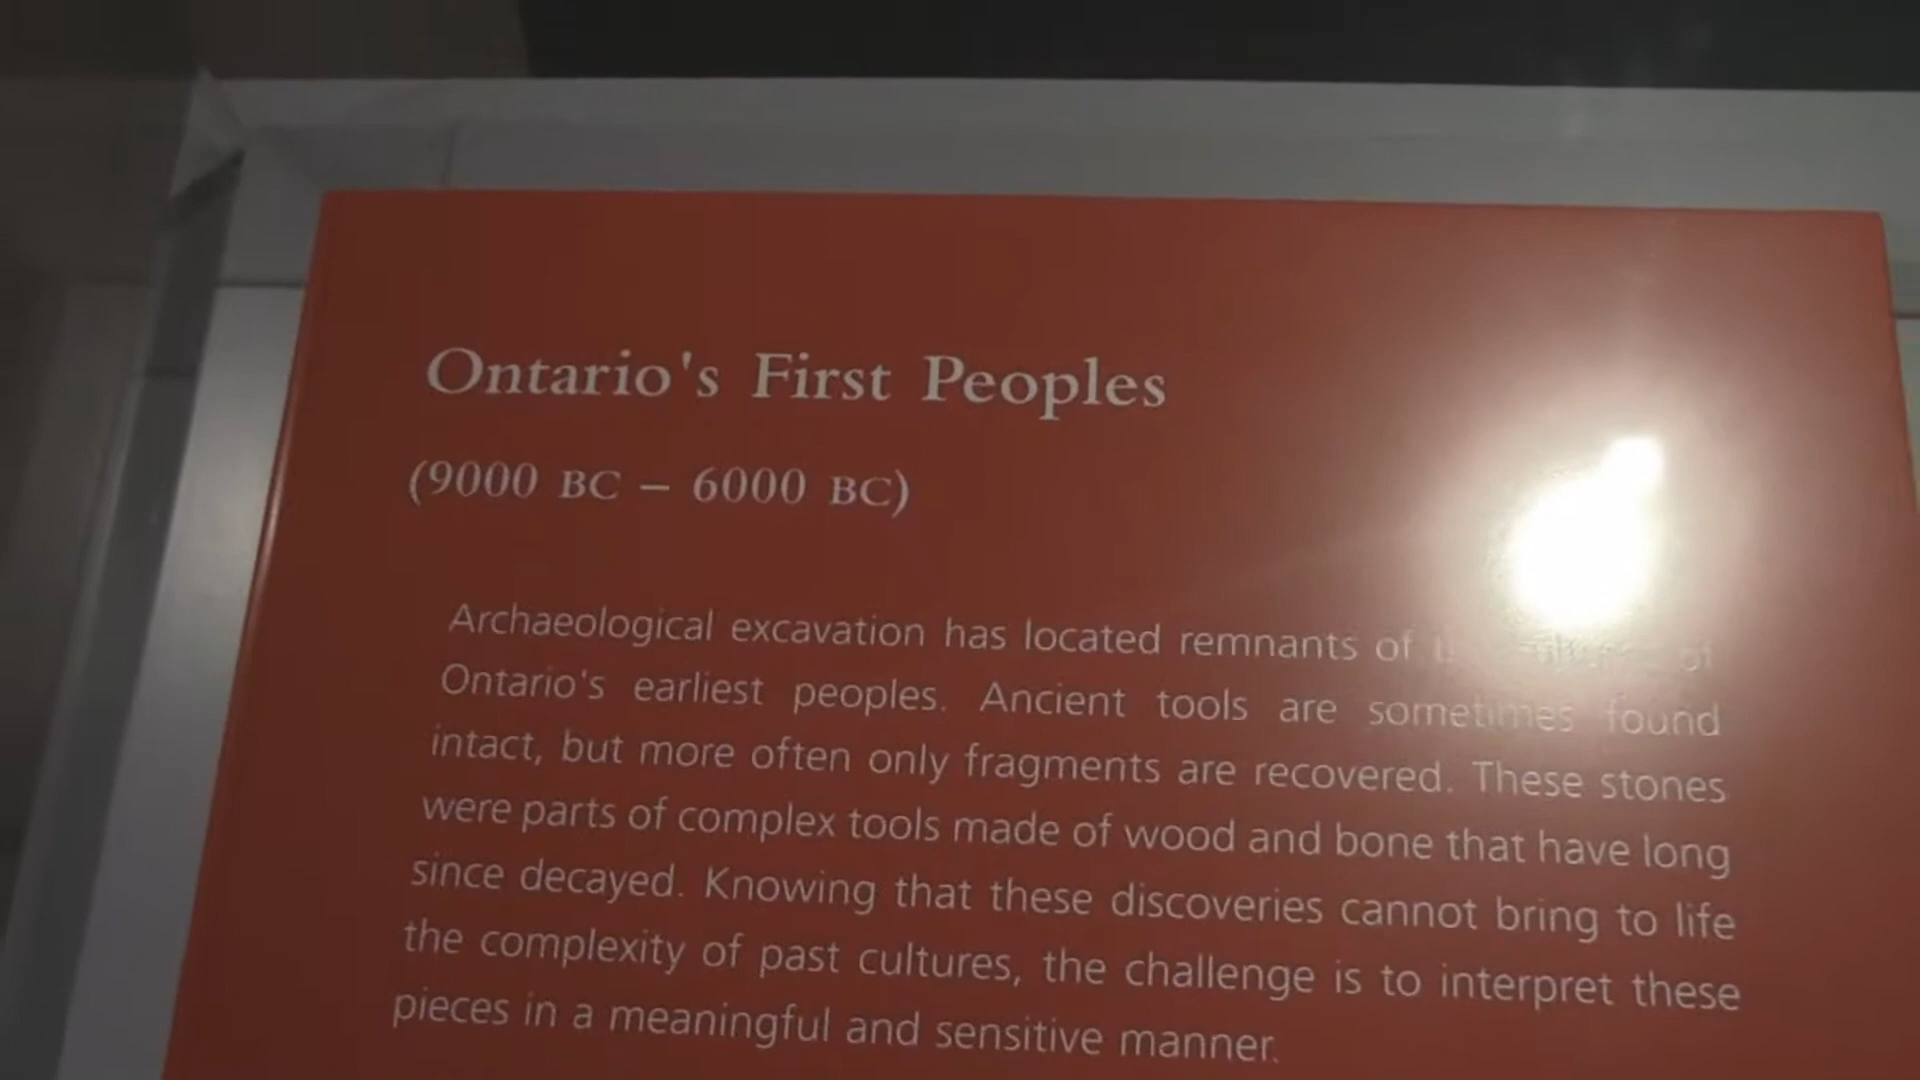 Ontario's First Peoples
(9000 BC – 6000 BC)
Archaeological excavation has located remnants of of
Ontario's earliest peoples. Ancient tools are sometimes found
intact, but more often only fragments are recovered. These stones
were parts of complex tools made of wood and bone that have long
since decayed. Knowing that these discoveries cannot bring to life
the complexity of past cultures, the challenge is to interpret these
pieces in a meaningful and sensitive manner.